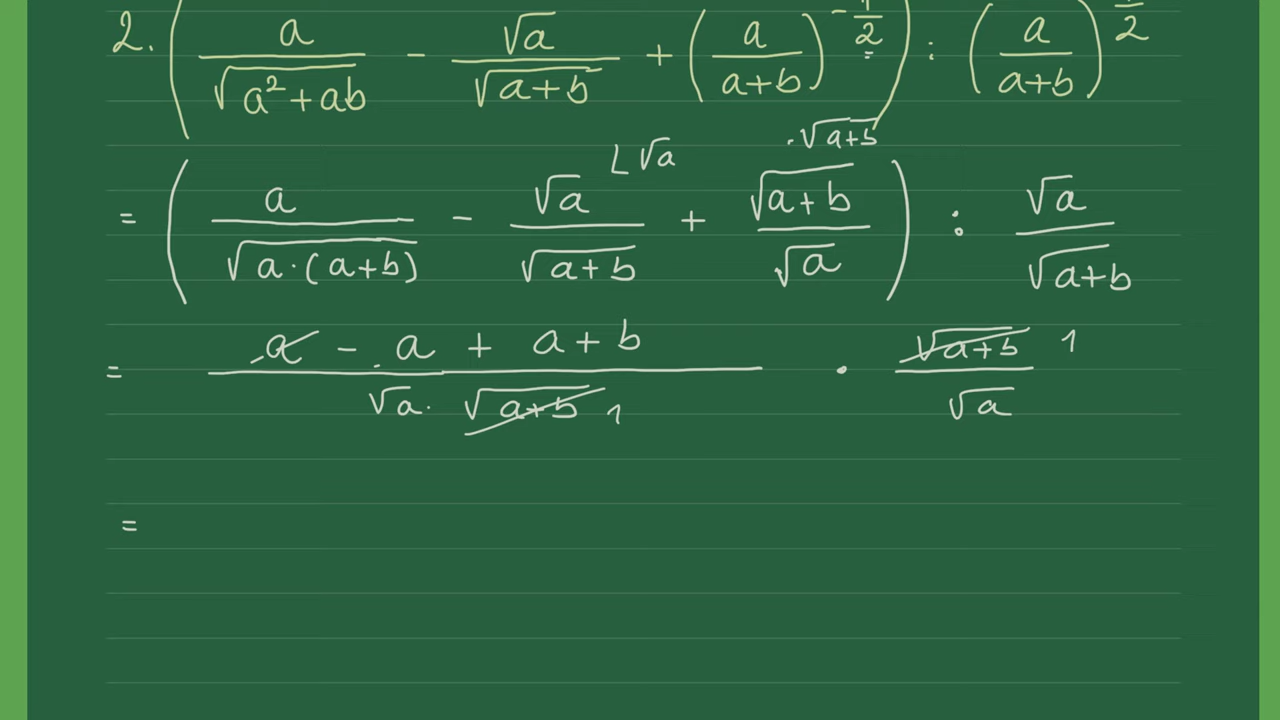 2. (a/√(a²+ab) - √a/√(a+b) + (a/(a+b))^(-1/2)) : (a/(a+b))^(1/2)
⌊√a · √(a+b)
= (a/√(a·(a+b)) - √a/√(a+b) + √(a+b)/√a) : √a/√(a+b)
= (a - a + a + b)/(√a · √(a+b) 1) · √(a+b) 1/√a
=